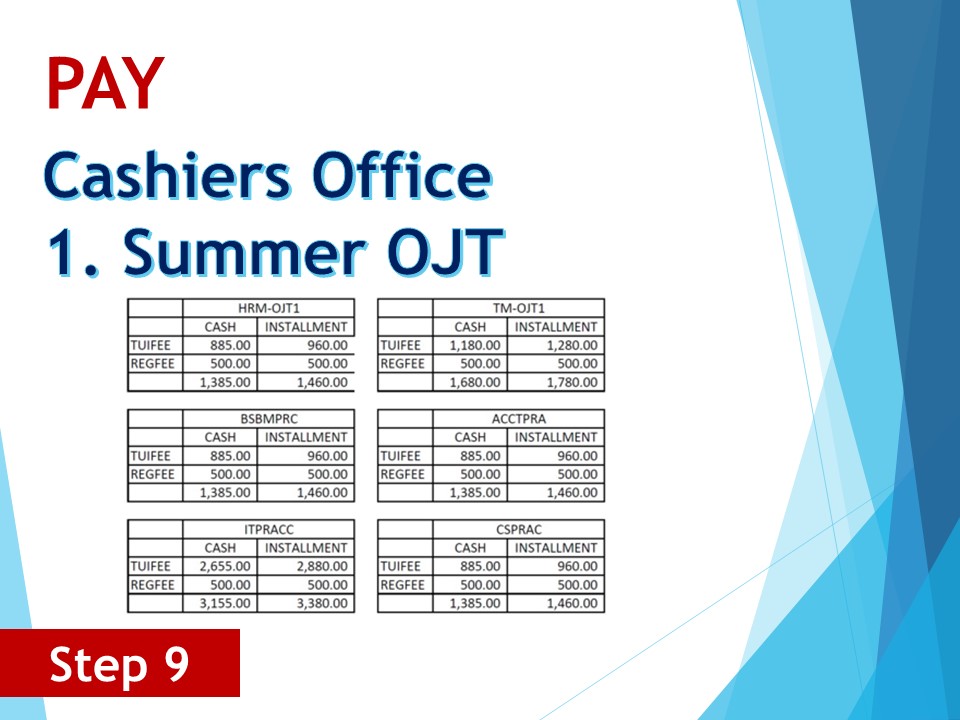 PAY
Cashiers Office
1. Summer OJT
HRM-OJT1
CASH INSTALLMENT
TUIFEE 885.00 960.00
REGFEE 500.00 500.00
1,385.00 1,460.00
TM-OJT1
CASH INSTALLMENT
TUIFEE 1,180.00 1,280.00
REGFEE 500.00 500.00
1,680.00 1,780.00
BSBMPRC
CASH INSTALLMENT
TUIFEE 885.00 960.00
REGFEE 500.00 500.00
1,385.00 1,460.00
ACCTPRA
CASH INSTALLMENT
TUIFEE 885.00 960.00
REGFEE 500.00 500.00
1,385.00 1,460.00
ITPRACC
CASH INSTALLMENT
TUIFEE 2,655.00 2,880.00
REGFEE 500.00 500.00
3,155.00 3,380.00
CSPRAC
CASH INSTALLMENT
TUIFEE 885.00 960.00
REGFEE 500.00 500.00
1,385.00 1,460.00
Step 9